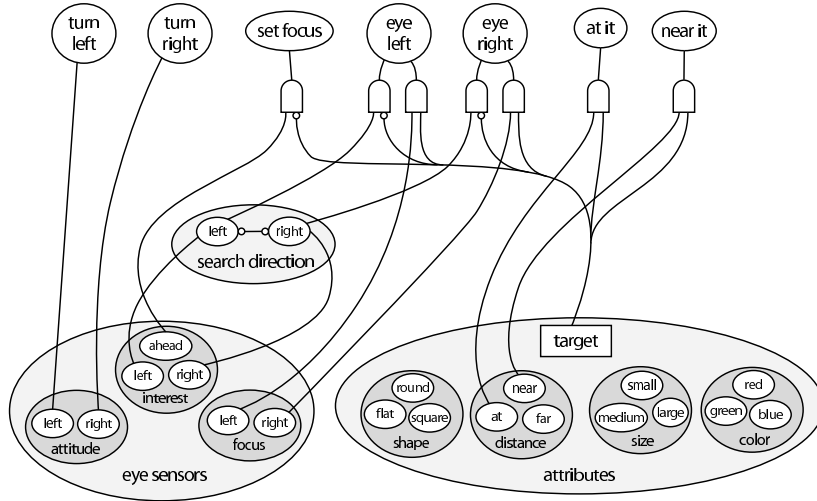 turn
left
turn
right
set focus
eye
left
eye
right
at it
near it
left
right
search direction
ahead
left
right
interest
left
right
attitude
left
right
focus
eye sensors
target
round
flat
square
shape
near
at
far
distance
small
medium
large
size
red
green
blue
color
attributes